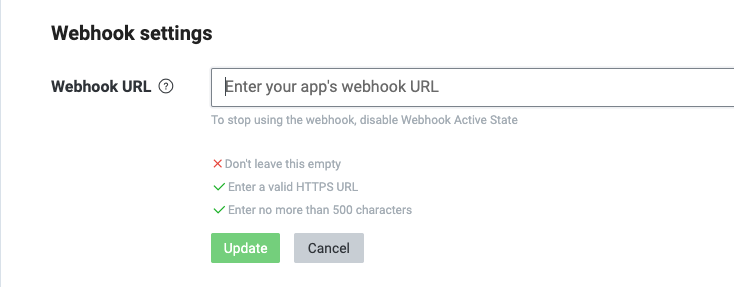 Webhook settings
Webhook URL ?
Enter your app's webhook URL
To stop using the webhook, disable Webhook Active State
Don't leave this empty
Enter a valid HTTPS URL
Enter no more than 500 characters
Update Cancel